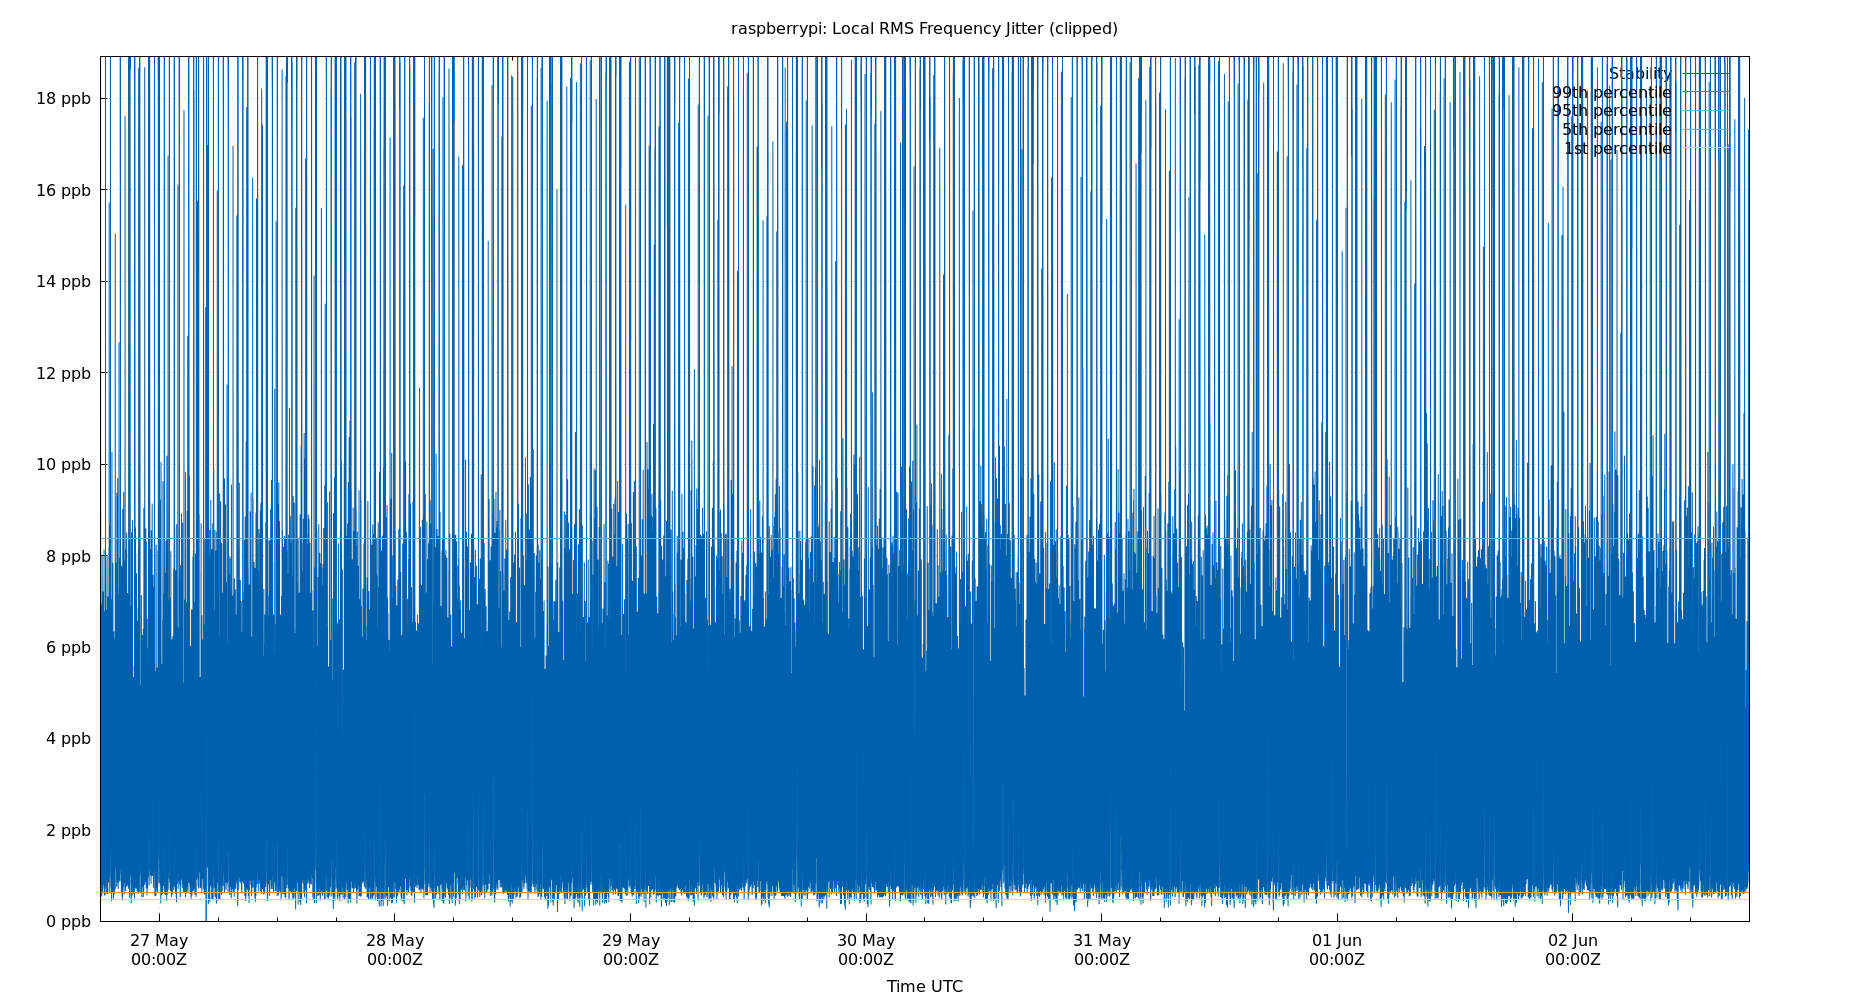 raspberrypi: Local RMS Frequency Jitter (clipped)
Stability
99th percentile
95th percentile
5th percentile
1st percentile
18 ppb
16 ppb
14 ppb
12 ppb
10 ppb
8 ppb
6 ppb
4 ppb
2 ppb
0 ppb
27 May 28 May 29 May 30 May 31 May 01 Jun 02 Jun
00:00Z 00:00Z 00:00Z 00:00Z 00:00Z 00:00Z 00:00Z
Time UTC